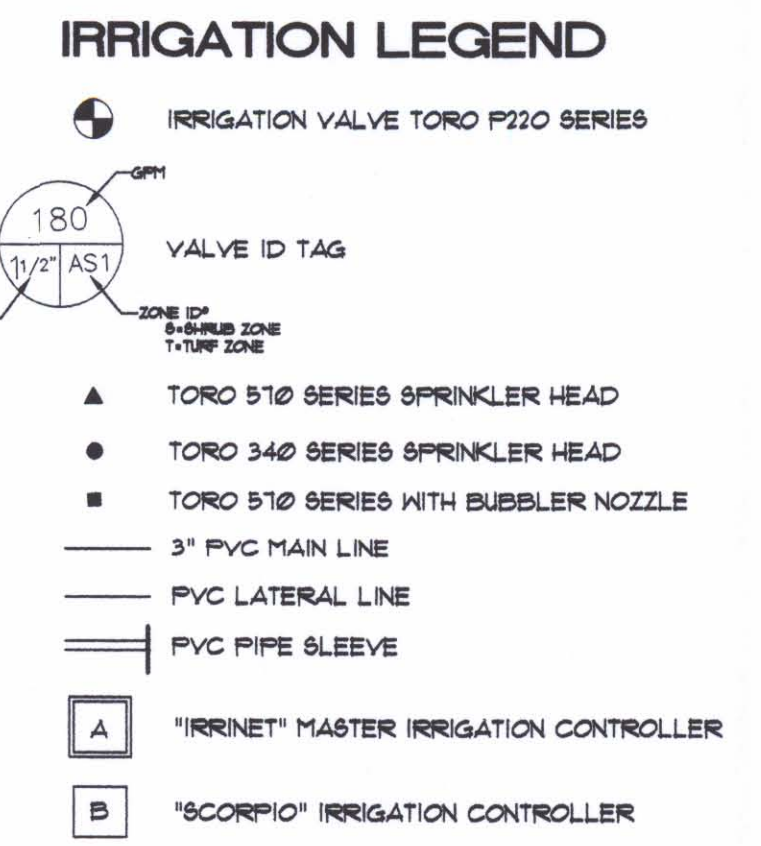 IRRIGATION LEGEND
IRRIGATION VALVE TORO P220 SERIES
GPM
180
1 1/2" AS1
VALVE ID TAG
ZONE ID*
S=SHRUB ZONE
T=TURF ZONE
TORO 570 SERIES SPRINKLER HEAD
TORO 340 SERIES SPRINKLER HEAD
TORO 570 SERIES WITH BUBBLER NOZZLE
3" PVC MAIN LINE
PVC LATERAL LINE
PVC PIPE SLEEVE
A "IRRINET" MASTER IRRIGATION CONTROLLER
B "SCORPIO" IRRIGATION CONTROLLER